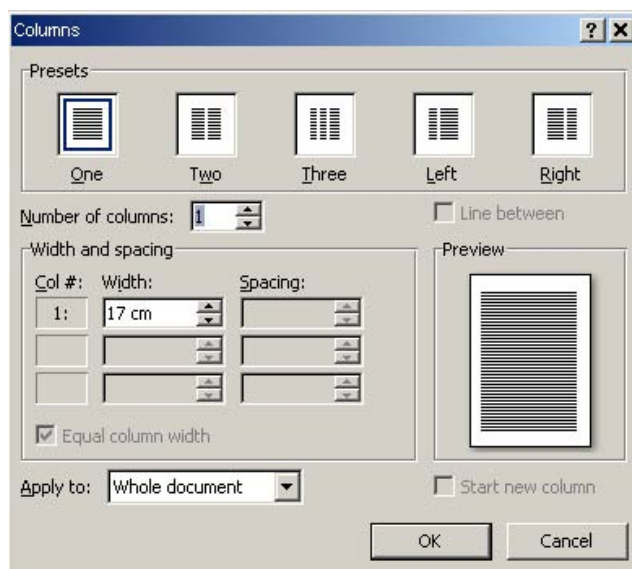 Columns
Presets
One Two Three Left Right
Number of columns: 1 Line between
Width and spacing Preview
Col #: Width: Spacing:
1: 17 cm
Equal column width
Apply to: Whole document Start new column
OK Cancel